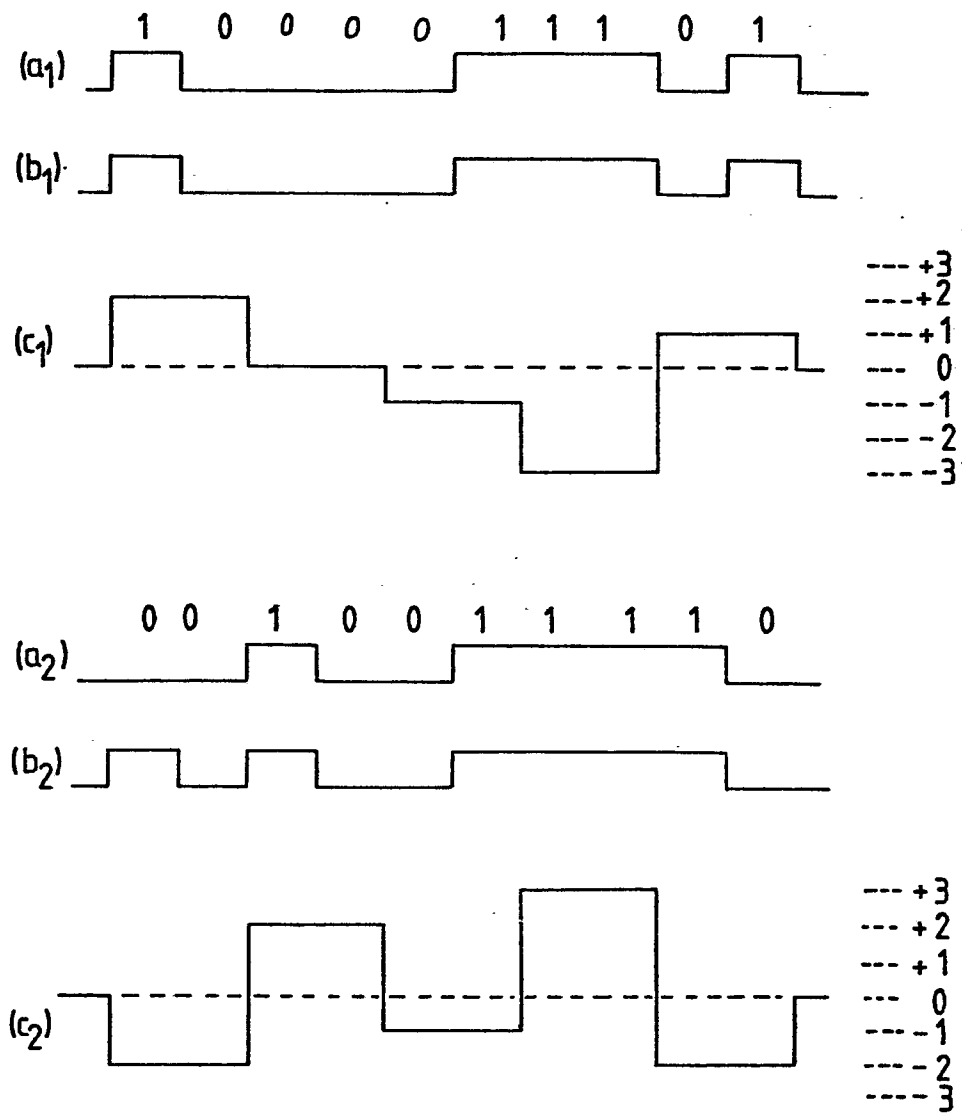 1 0 0 0 0 1 1 1 0 1
(a1)
(b1)
(c1)
--- +3
--- +2
--- +1
--- 0
--- -1
--- -2
--- -3
0 0 1 0 0 1 1 1 1 0
(a2)
(b2)
(c2)
--- +3
--- +2
--- +1
--- 0
--- -1
--- -2
--- -3